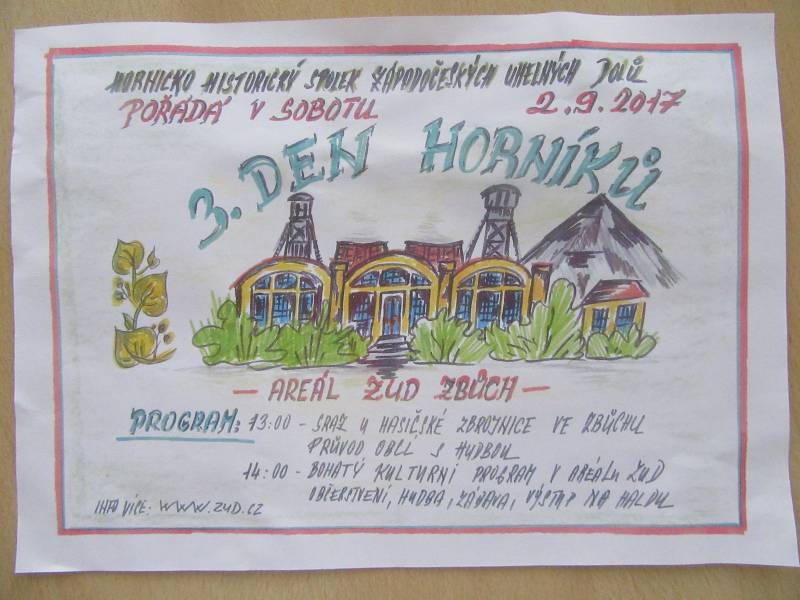 HORNICKO HISTORICKÝ SPOLEK ZÁPADOČESKÝCH UHELNÝCH DOLŮ
POŘÁDÁ V SOBOTU 2.9.2017
3. DEN HORNÍKŮ
— AREÁL ZUD ZBŮCH —
PROGRAM: 13:00 - SRAZ U HASIČSKÉ ZBROJNICE VE ZBŮCHU
PRŮVOD OBCÍ S HUDBOU
14:00 - BOHATÝ KULTURNÍ PROGRAM V AREÁLU ZUD
OBČERSTVENÍ, HUDBA, ZÁBAVA, VÝSTUP NA HALDU
INFO VÍCE: WWW.ZUD.CZ